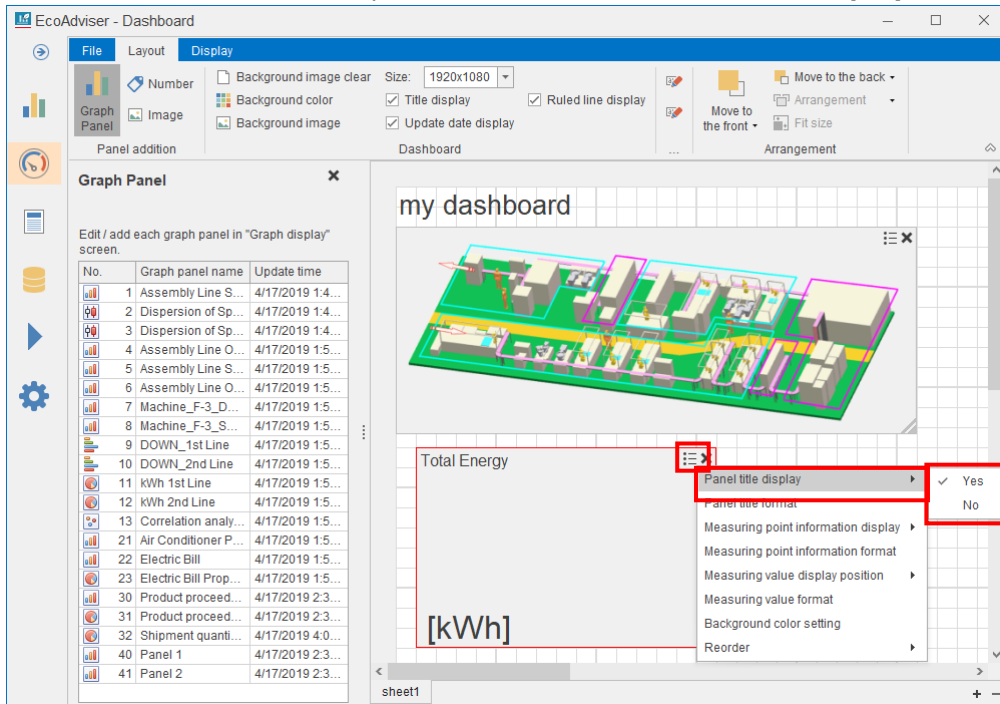 EcoAdviser - Dashboard
File Layout Display
Graph Panel
Number
Image
Panel addition
Background image clear
Background color
Background image
Size: 1920x1080
Title display
Ruled line display
Update date display
Dashboard
...
Move to the front
Move to the back
Arrangement
Fit size
Arrangement
Graph Panel
Edit / add each graph panel in "Graph display"
screen.
No. Graph panel name Update time
1 Assembly Line S... 4/17/2019 1:4...
2 Dispersion of Sp... 4/17/2019 1:4...
3 Dispersion of Sp... 4/17/2019 1:4...
4 Assembly Line O... 4/17/2019 1:5...
5 Assembly Line S... 4/17/2019 1:5...
6 Assembly Line O... 4/17/2019 1:5...
7 Machine_F-3_D... 4/17/2019 1:5...
8 Machine_F-3_S... 4/17/2019 1:5...
9 DOWN_1st Line 4/17/2019 1:5...
10 DOWN_2nd Line 4/17/2019 1:5...
11 kWh 1st Line 4/17/2019 1:5...
12 kWh 2nd Line 4/17/2019 1:5...
13 Correlation analy... 4/17/2019 1:5...
21 Air Conditioner P... 4/17/2019 1:5...
22 Electric Bill 4/17/2019 1:5...
23 Electric Bill Prop... 4/17/2019 1:5...
30 Product proceed... 4/17/2019 2:3...
31 Product proceed... 4/17/2019 2:3...
32 Shipment quanti... 4/17/2019 4:0...
40 Panel 1 4/17/2019 2:3...
41 Panel 2 4/17/2019 2:3...
my dashboard
Total Energy
[kWh]
Panel title display
Panel title format
Measuring point information display
Measuring point information format
Measuring value display position
Measuring value format
Background color setting
Reorder
Yes
No
sheet1